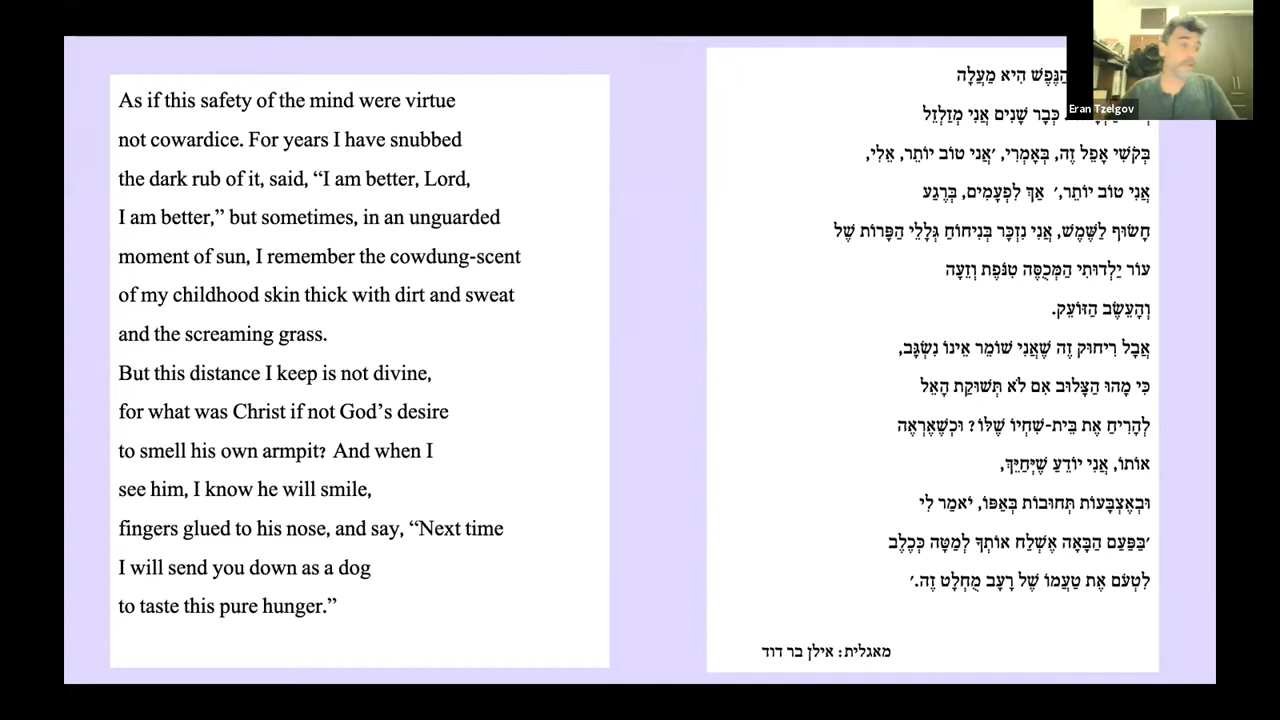 As if this safety of the mind were virtue
not cowardice. For years I have snubbed
the dark rub of it, said, “I am better, Lord,
I am better,” but sometimes, in an unguarded
moment of sun, I remember the cowdung-scent
of my childhood skin thick with dirt and sweat
and the screaming grass.
But this distance I keep is not divine,
for what was Christ if not God’s desire
to smell his own armpit? And when I
see him, I know he will smile,
fingers glued to his nose, and say, “Next time
I will send you down as a dog
to taste this pure hunger.”
הַנֶּפֶשׁ הִיא מַעֲלָה
כְּבָר שָׁנִים אֲנִי מְזַלְזֵל
בְּקֹשִׁי אָפֵל זֶה, בְּאָמְרִי, ׳אֲנִי טוֹב יוֹתֵר, אֵלִי,
אֲנִי טוֹב יוֹתֵר,׳ אַךְ לִפְעָמִים, בְּרֶגַע
חָשׂוּף לַשֶּׁמֶשׁ, אֲנִי נִזְכָּר בְּנִיחוֹחַ גְּלָלֵי הַפָּרוֹת שֶׁל
עוֹר יַלְדוּתִי הַמְּכֻסֶּה טִנֹּפֶת וְזֵעָה
וְהָעֵשֶׂב הַזּוֹעֵק.
אֲבָל רִיחוּק זֶה שֶׁאֲנִי שׁוֹמֵר אֵינוֹ נִשְׂגָּב,
כִּי מָהוּ הַצָּלוּב אִם לֹא תְּשׁוּקַת הָאֵל
לְהָרִיחַ אֶת בֵּית-שִׁחְיוֹ שֶׁלּוֹ? וּכְשֶׁאֶרְאֶה
אוֹתוֹ, אֲנִי יוֹדֵעַ שֶׁיְּחַיֵּךְ,
וּבְאֶצְבָּעוֹת תְּחוּבוֹת בְּאַפּוֹ, יֹאמַר לִי
׳בַּפַּעַם הַבָּאָה אֶשְׁלַח אוֹתְךָ לְמַטָּה כְּכֶלֶב
לִטְעֹם אֶת טַעֲמוֹ שֶׁל רָעָב מֻחְלָט זֶה.׳
מאגלית: אילן בר דוד
Eran Tzelgov